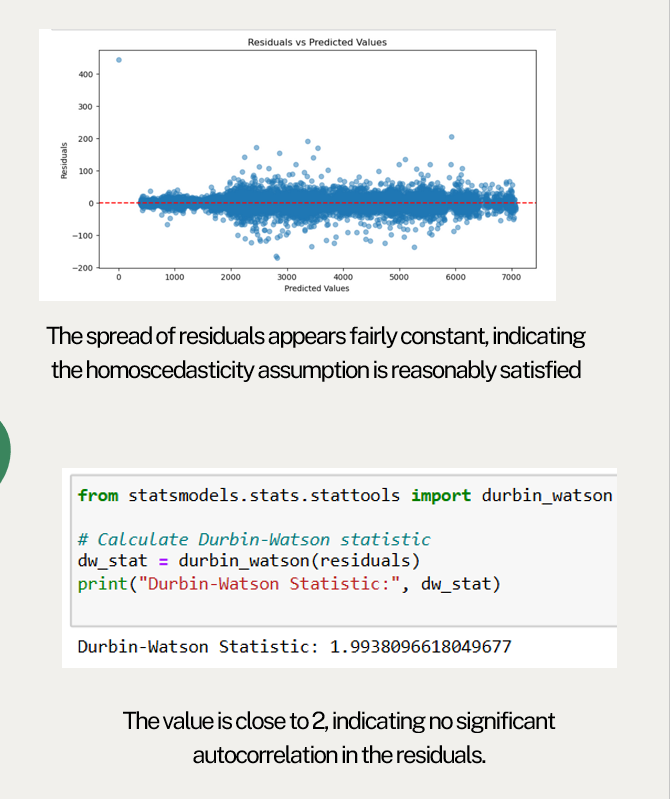 Residuals vs Predicted Values
400
300
200
100
0
−100
−200
Residuals
0 1000 2000 3000 4000 5000 6000 7000
Predicted Values
The spread of residuals appears fairly constant, indicating
the homoscedasticity assumption is reasonably satisfied
from statsmodels.stats.stattools import durbin_watson
# Calculate Durbin-Watson statistic
dw_stat = durbin_watson(residuals)
print("Durbin-Watson Statistic:", dw_stat)
Durbin-Watson Statistic: 1.9938096618049677
The value is close to 2, indicating no significant
autocorrelation in the residuals.